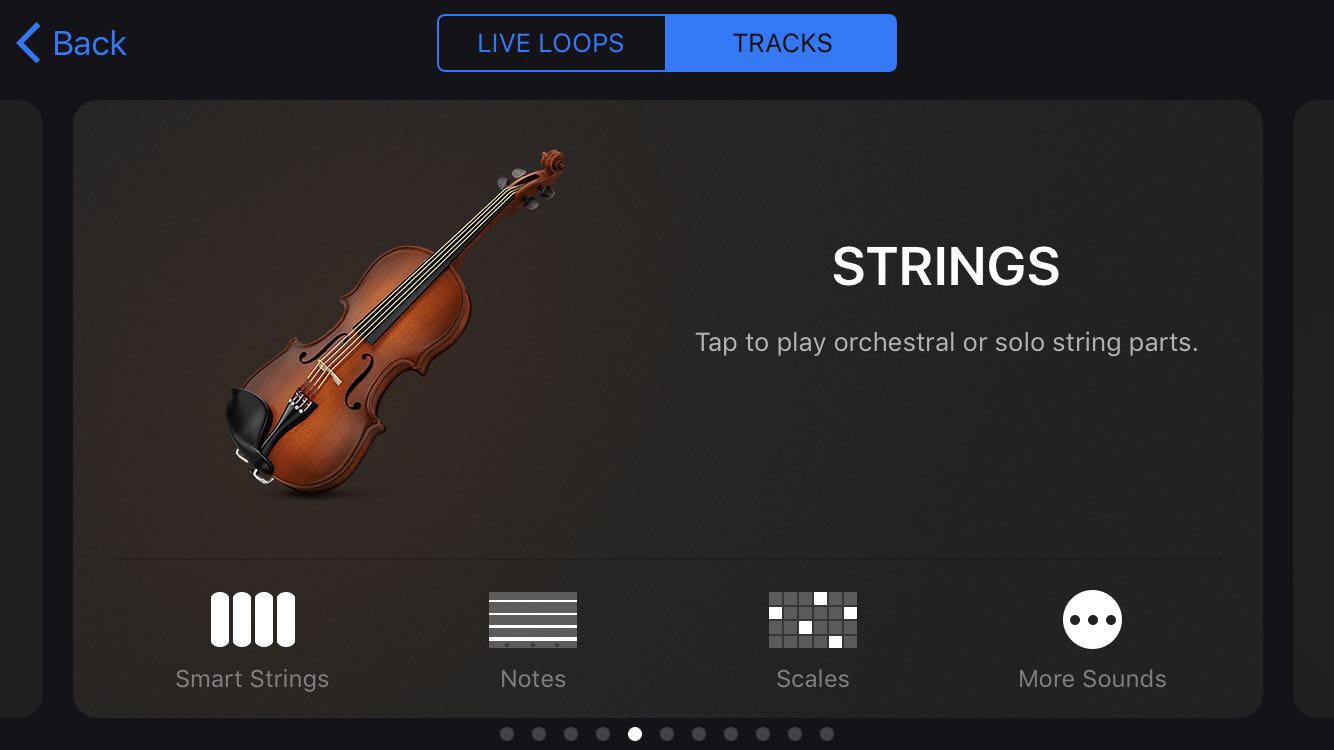 Back
LIVE LOOPS
TRACKS
STRINGS
Tap to play orchestral or solo string parts.
Smart Strings
Notes
Scales
More Sounds